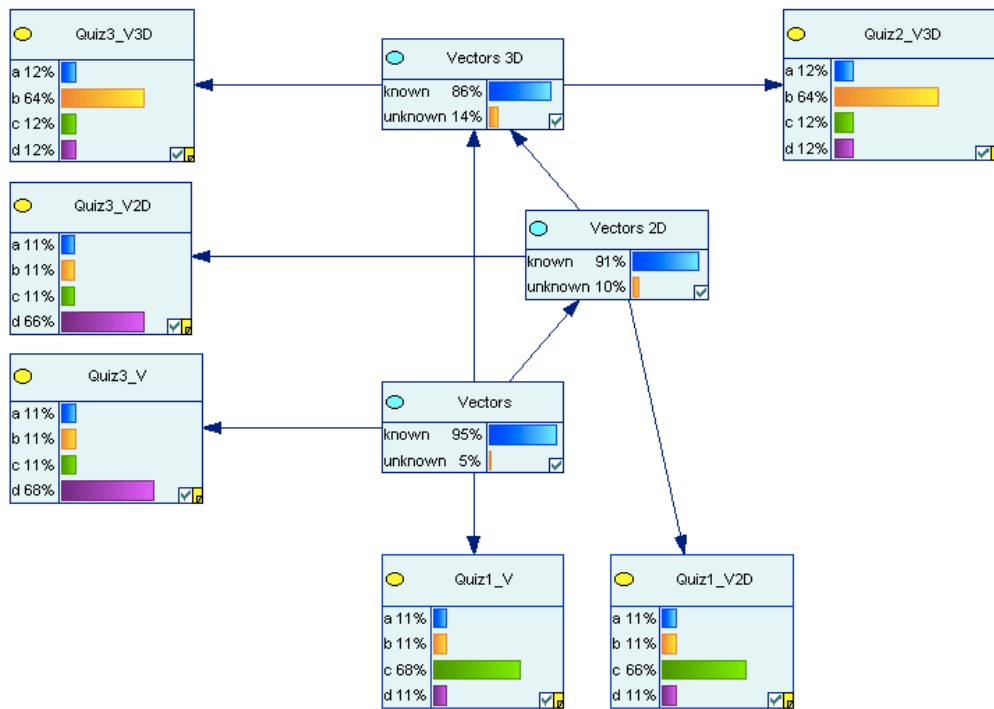 Quiz3_V3D
a 12%
b 64%
c 12%
d 12%
Vectors 3D
known 86%
unknown 14%
Quiz2_V3D
a 12%
b 64%
c 12%
d 12%
Quiz3_V2D
a 11%
b 11%
c 11%
d 66%
Vectors 2D
known 91%
unknown 10%
Quiz3_V
a 11%
b 11%
c 11%
d 68%
Vectors
known 95%
unknown 5%
Quiz1_V
a 11%
b 11%
c 68%
d 11%
Quiz1_V2D
a 11%
b 11%
c 66%
d 11%